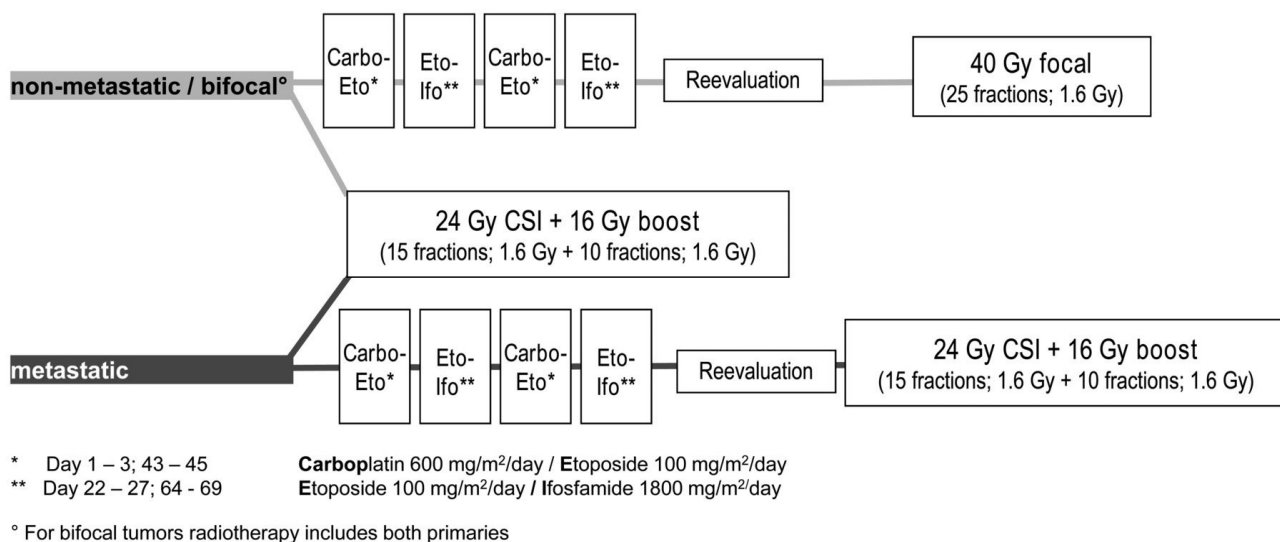 non-metastatic / bifocal°
Carbo-
Eto*
Eto-
Ifo**
Carbo-
Eto*
Eto-
Ifo**
Reevaluation
40 Gy focal
(25 fractions; 1.6 Gy)
24 Gy CSI + 16 Gy boost
(15 fractions; 1.6 Gy + 10 fractions; 1.6 Gy)
metastatic
Carbo-
Eto*
Eto-
Ifo**
Carbo-
Eto*
Eto-
Ifo**
Reevaluation
24 Gy CSI + 16 Gy boost
(15 fractions; 1.6 Gy + 10 fractions; 1.6 Gy)
* Day 1 – 3; 43 – 45 Carboplatin 600 mg/m²/day / Etoposide 100 mg/m²/day
** Day 22 – 27; 64 - 69 Etoposide 100 mg/m²/day / Ifosfamide 1800 mg/m²/day
° For bifocal tumors radiotherapy includes both primaries